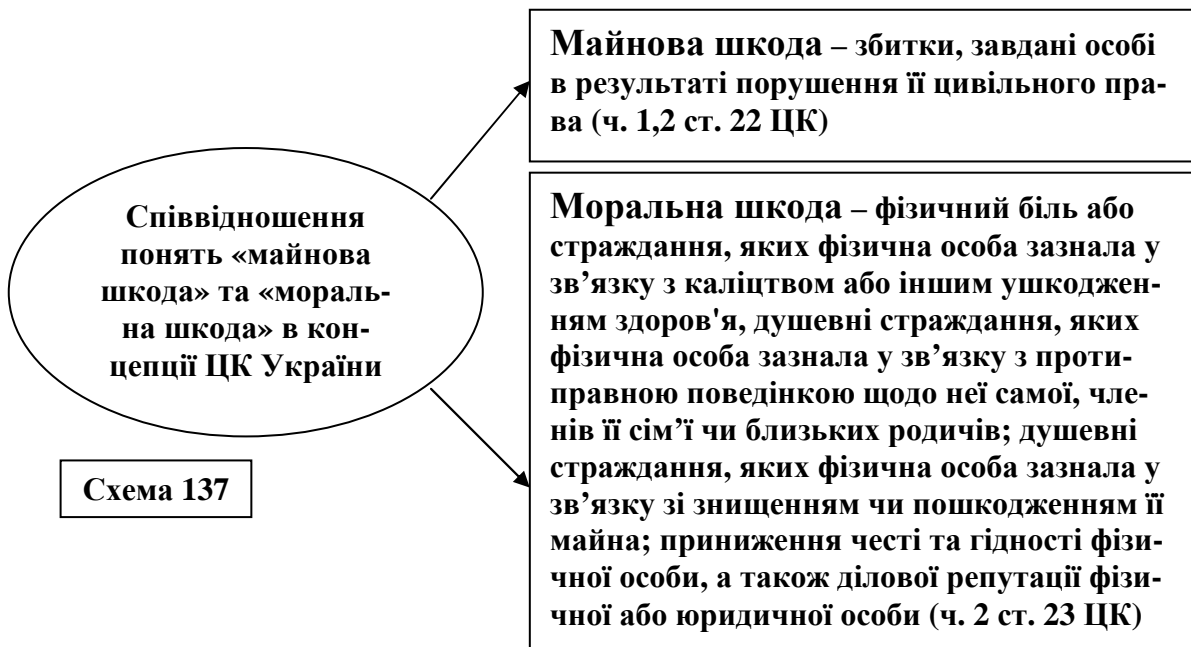 Співвідношення
понять «майнова
шкода» та «мораль-
на шкода» в кон-
цепції ЦК України
Схема 137
Майнова шкода – збитки, завдані особі
в результаті порушення її цивільного пра-
ва (ч. 1,2 ст. 22 ЦК)
Моральна шкода – фізичний біль або
страждання, яких фізична особа зазнала у
зв’язку з каліцтвом або іншим ушкоджен-
ням здоров'я, душевні страждання, яких
фізична особа зазнала у зв’язку з проти-
правною поведінкою щодо неї самої, чле-
нів її сім’ї чи близьких родичів; душевні
страждання, яких фізична особа зазнала у
зв’язку зі знищенням чи пошкодженням її
майна; приниження честі та гідності фізи-
чної особи, а також ділової репутації фізи-
чної або юридичної особи (ч. 2 ст. 23 ЦК)